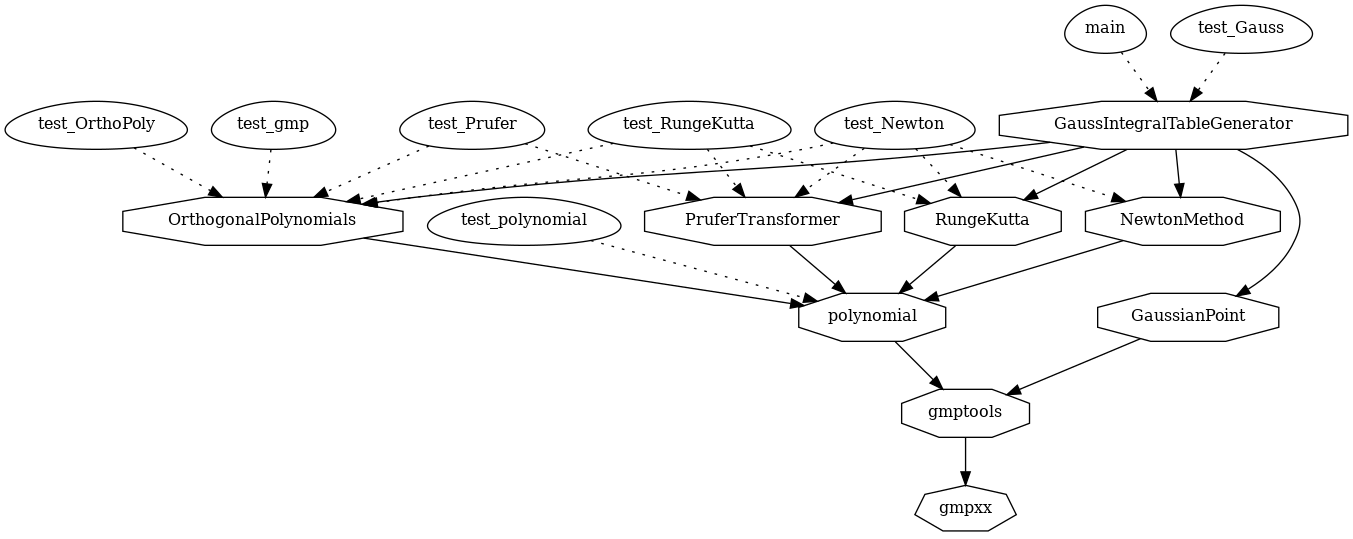 main
test_Gauss
test_OrthoPoly
test_gmp
test_Prufer
test_RungeKutta
test_Newton
GaussIntegralTableGenerator
OrthogonalPolynomials
test_polynomial
PruferTransformer
RungeKutta
NewtonMethod
polynomial
GaussianPoint
gmptools
gmpxx